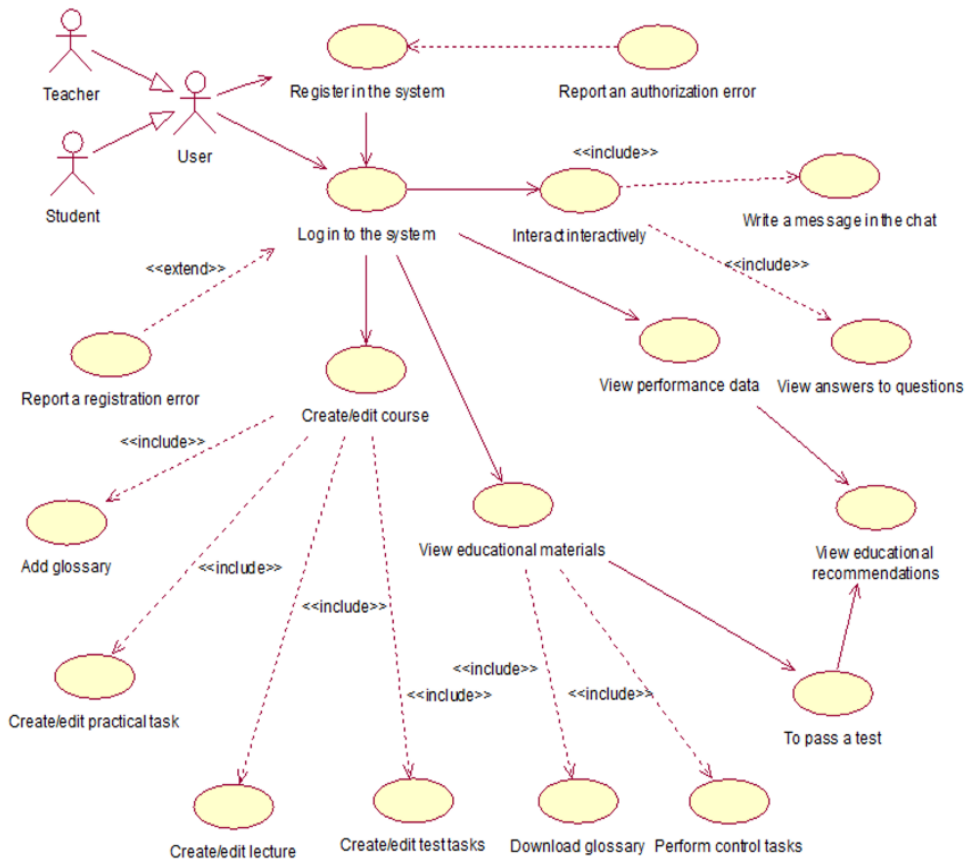 Teacher
Register in the system
Report an authorization error
User
<<include>>
Student
Write a message in the chat
Log in to the system
Interact interactively
<<extend>>
<<include>>
Report a registration error
View performance data
View answers to questions
Create/edit course
<<include>>
Add glossary
View educational materials
View educational
recommendations
<<include>>
<<include>>
<<include>>
<<include>>
<<include>>
Create/edit practical task
To pass a test
Create/edit lecture
Create/edit test tasks
Download glossary
Perform control tasks